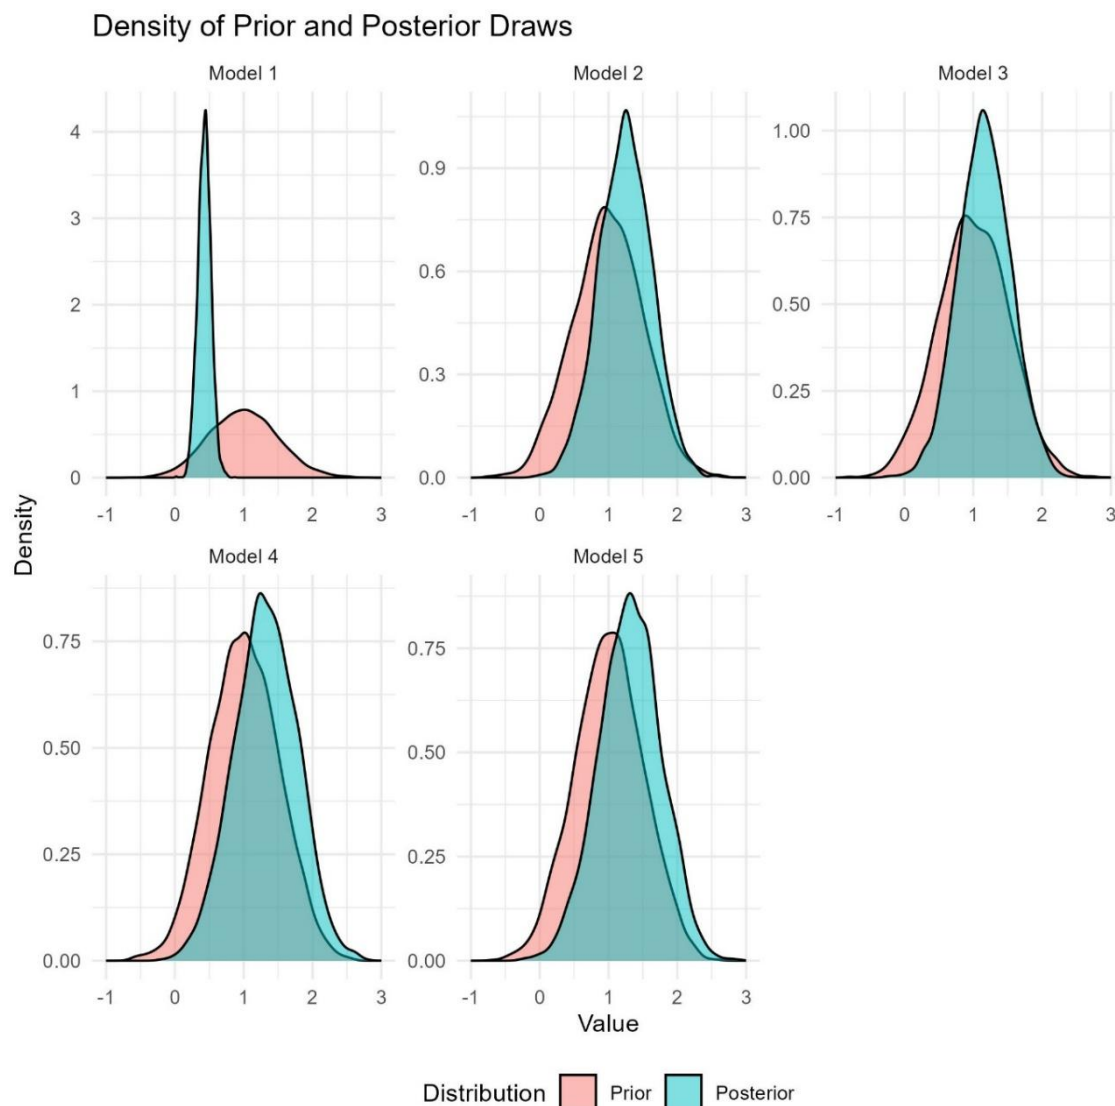 Density of Prior and Posterior Draws
Model 1
Model 2
Model 3
4
3
2
1
0
0.9
0.6
0.3
0.0
1.00
0.75
0.50
0.25
0.00
-1 0 1 2 3
-1 0 1 2 3
-1 0 1 2 3
Density
Model 4
Model 5
0.75
0.50
0.25
0.00
0.75
0.50
0.25
0.00
-1 0 1 2 3
-1 0 1 2 3
Value
Distribution Prior Posterior